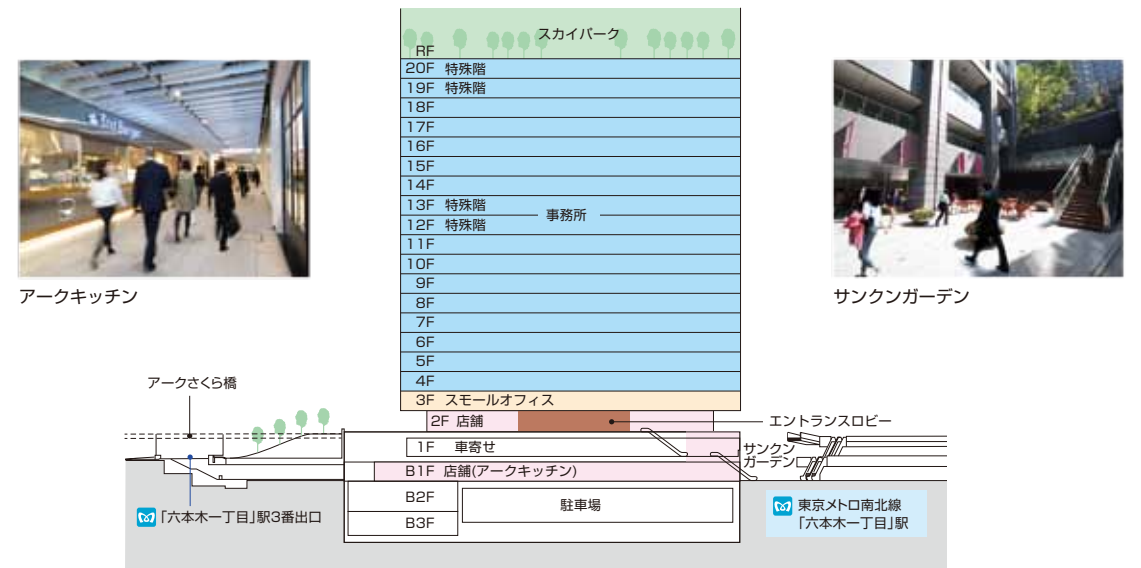 スカイパーク
RF
20F 特殊階
19F 特殊階
18F
17F
16F
15F
14F
13F 特殊階
事務所
12F 特殊階
11F
10F
9F
8F
7F
6F
5F
4F
3F スモールオフィス
2F 店舗
エントランスロビー
1F 車寄せ
サンクン
ガーデン
B1F 店舗(アークキッチン)
B2F
駐車場
B3F
アークキッチン
サンクンガーデン
アークさくら橋
「六本木一丁目」駅3番出口
東京メトロ南北線
「六本木一丁目」駅